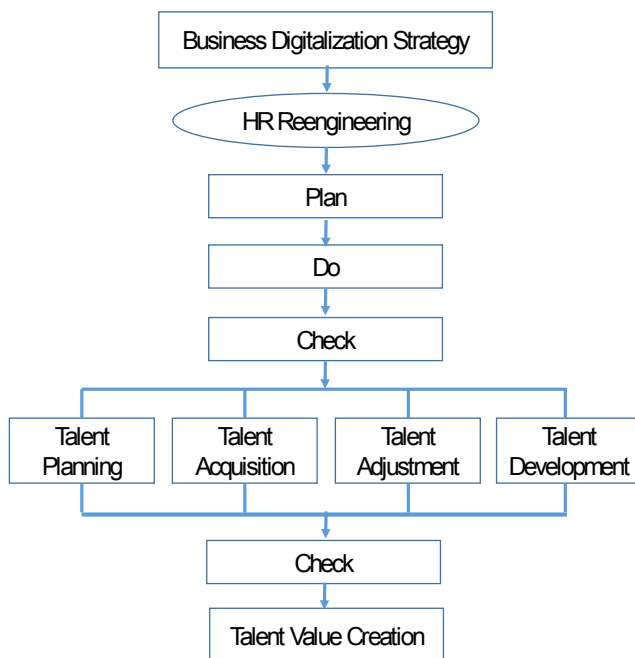 Business Digitalization Strategy
HR Reengineering
Plan
Do
Check
Talent
Planning
Talent
Acquisition
Talent
Adjustment
Talent
Development
Check
Talent Value Creation